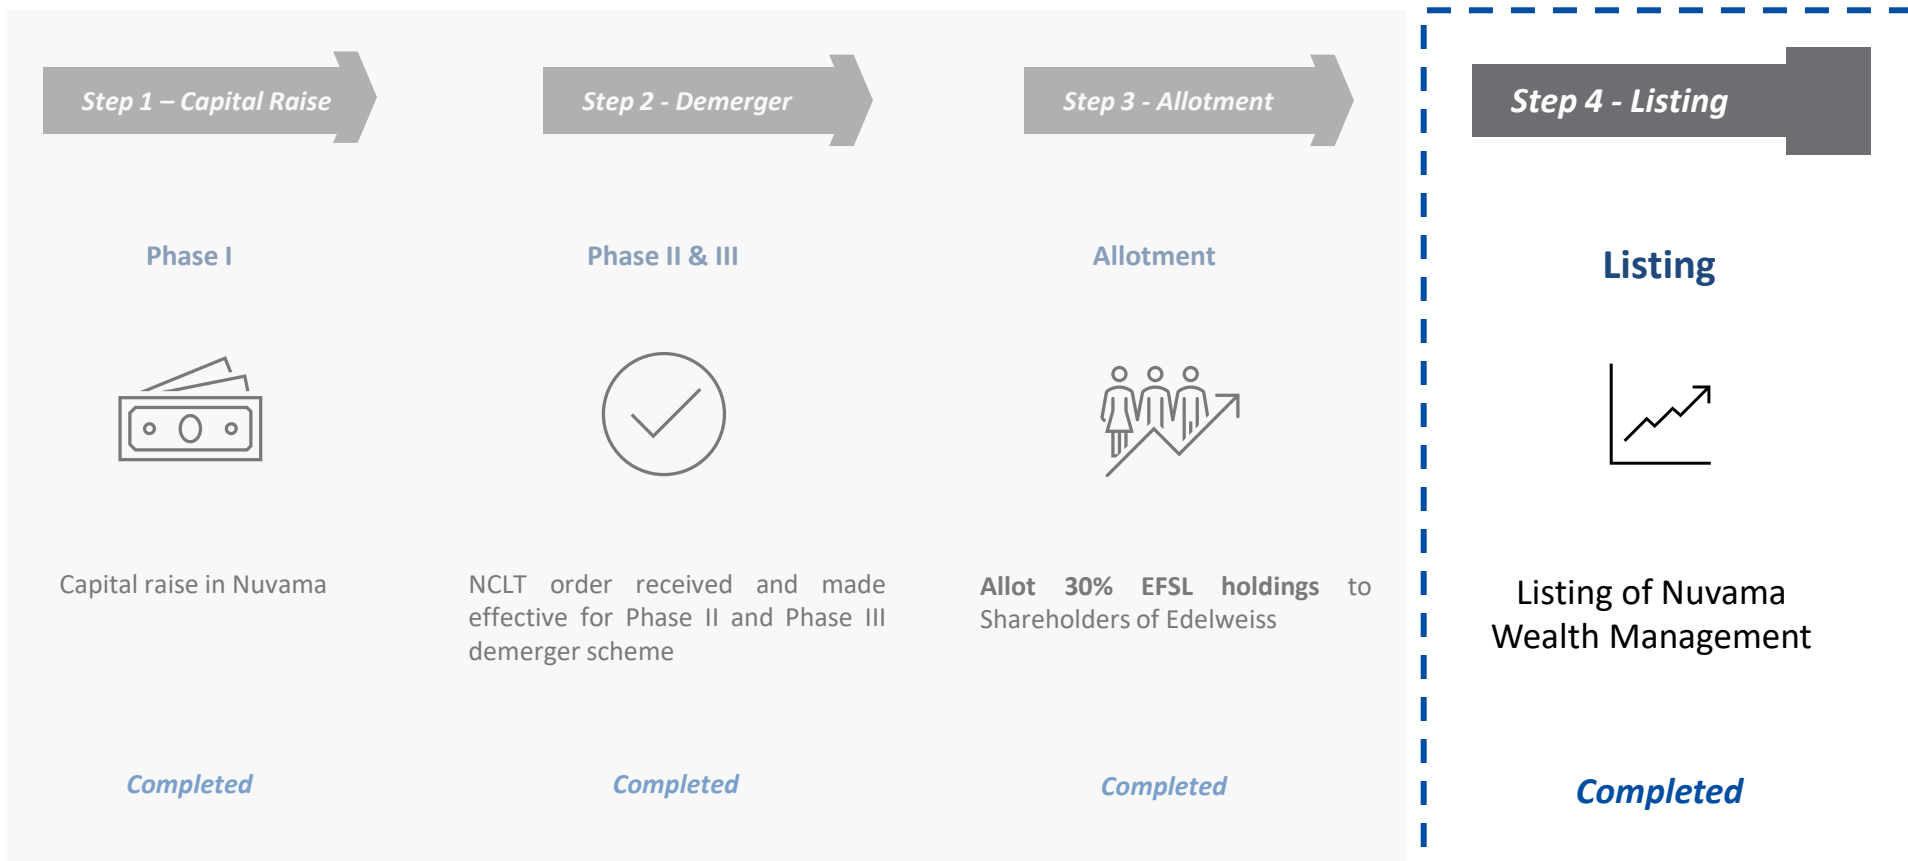 Step 1 – Capital Raise
Step 2 - Demerger
Step 3 - Allotment
Step 4 - Listing
Phase I
Phase II & III
Allotment
Listing
Capital raise in Nuvama
NCLT order received and made
effective for Phase II and Phase III
demerger scheme
Allot 30% EFSL holdings to
Shareholders of Edelweiss
Listing of Nuvama
Wealth Management
Completed
Completed
Completed
Completed